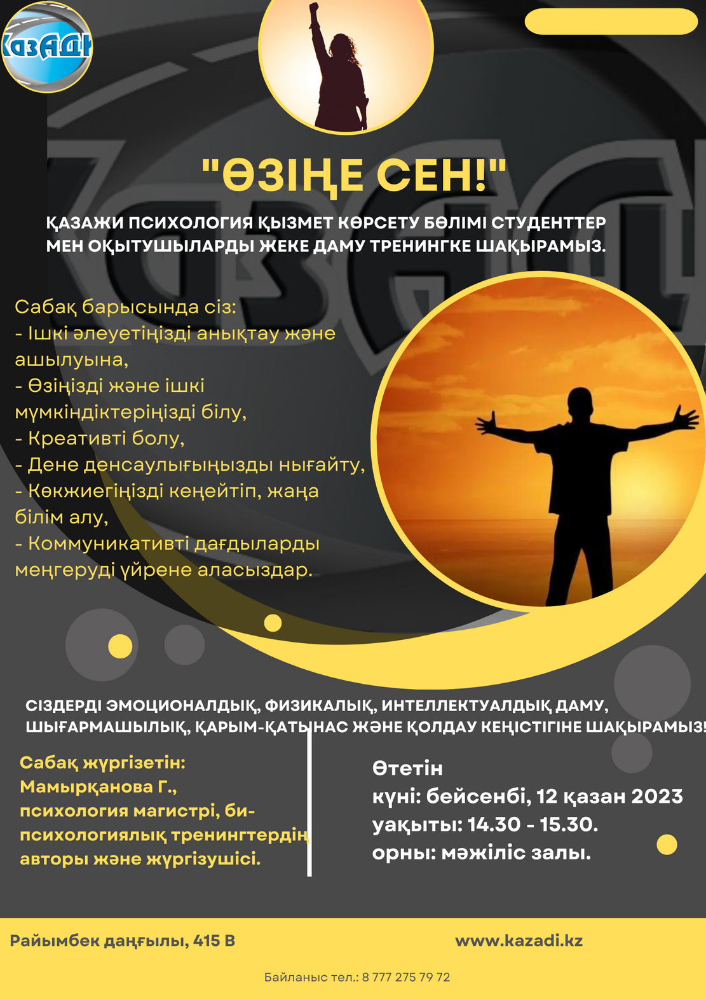 КазАДИ
"ӨЗІҢЕ СЕН!"
ҚАЗАЖИ ПСИХОЛОГИЯ ҚЫЗМЕТ КӨРСЕТУ БӨЛІМІ СТУДЕНТТЕР
МЕН ОҚЫТУШЫЛАРДЫ ЖЕКЕ ДАМУ ТРЕНИНГКЕ ШАҚЫРАМЫЗ.
Сабақ барысында сіз:
- Ішкі әлеуетіңізді анықтау және
ашылуына,
- Өзіңізді және ішкі
мүмкіндіктеріңізді білу,
- Креативті болу,
- Дене денсаулығыңызды нығайту,
- Көкжиегіңізді кеңейтіп, жаңа
білім алу,
- Коммуникативті дағдыларды
меңгеруді үйрене аласыздар.
СІЗДЕРДІ ЭМОЦИОНАЛДЫҚ, ФИЗИКАЛЫҚ, ИНТЕЛЛЕКТУАЛДЫҚ ДАМУ,
ШЫҒАРМАШЫЛЫҚ, ҚАРЫМ-ҚАТЫНАС ЖӘНЕ ҚОЛДАУ КЕҢІСТІГІНЕ ШАҚЫРАМЫЗ!
Сабақ жүргізетін:
Мамырқанова Г.,
психология магистрі, би-
психологиялық тренингтердің
авторы және жүргізушісі.
Өтетін
күні: бейсенбі, 12 қазан 2023
уақыты: 14.30 - 15.30.
орны: мәжіліс залы.
Райымбек даңғылы, 415 В
www.kazadi.kz
Байланыс тел.: 8 777 275 79 72